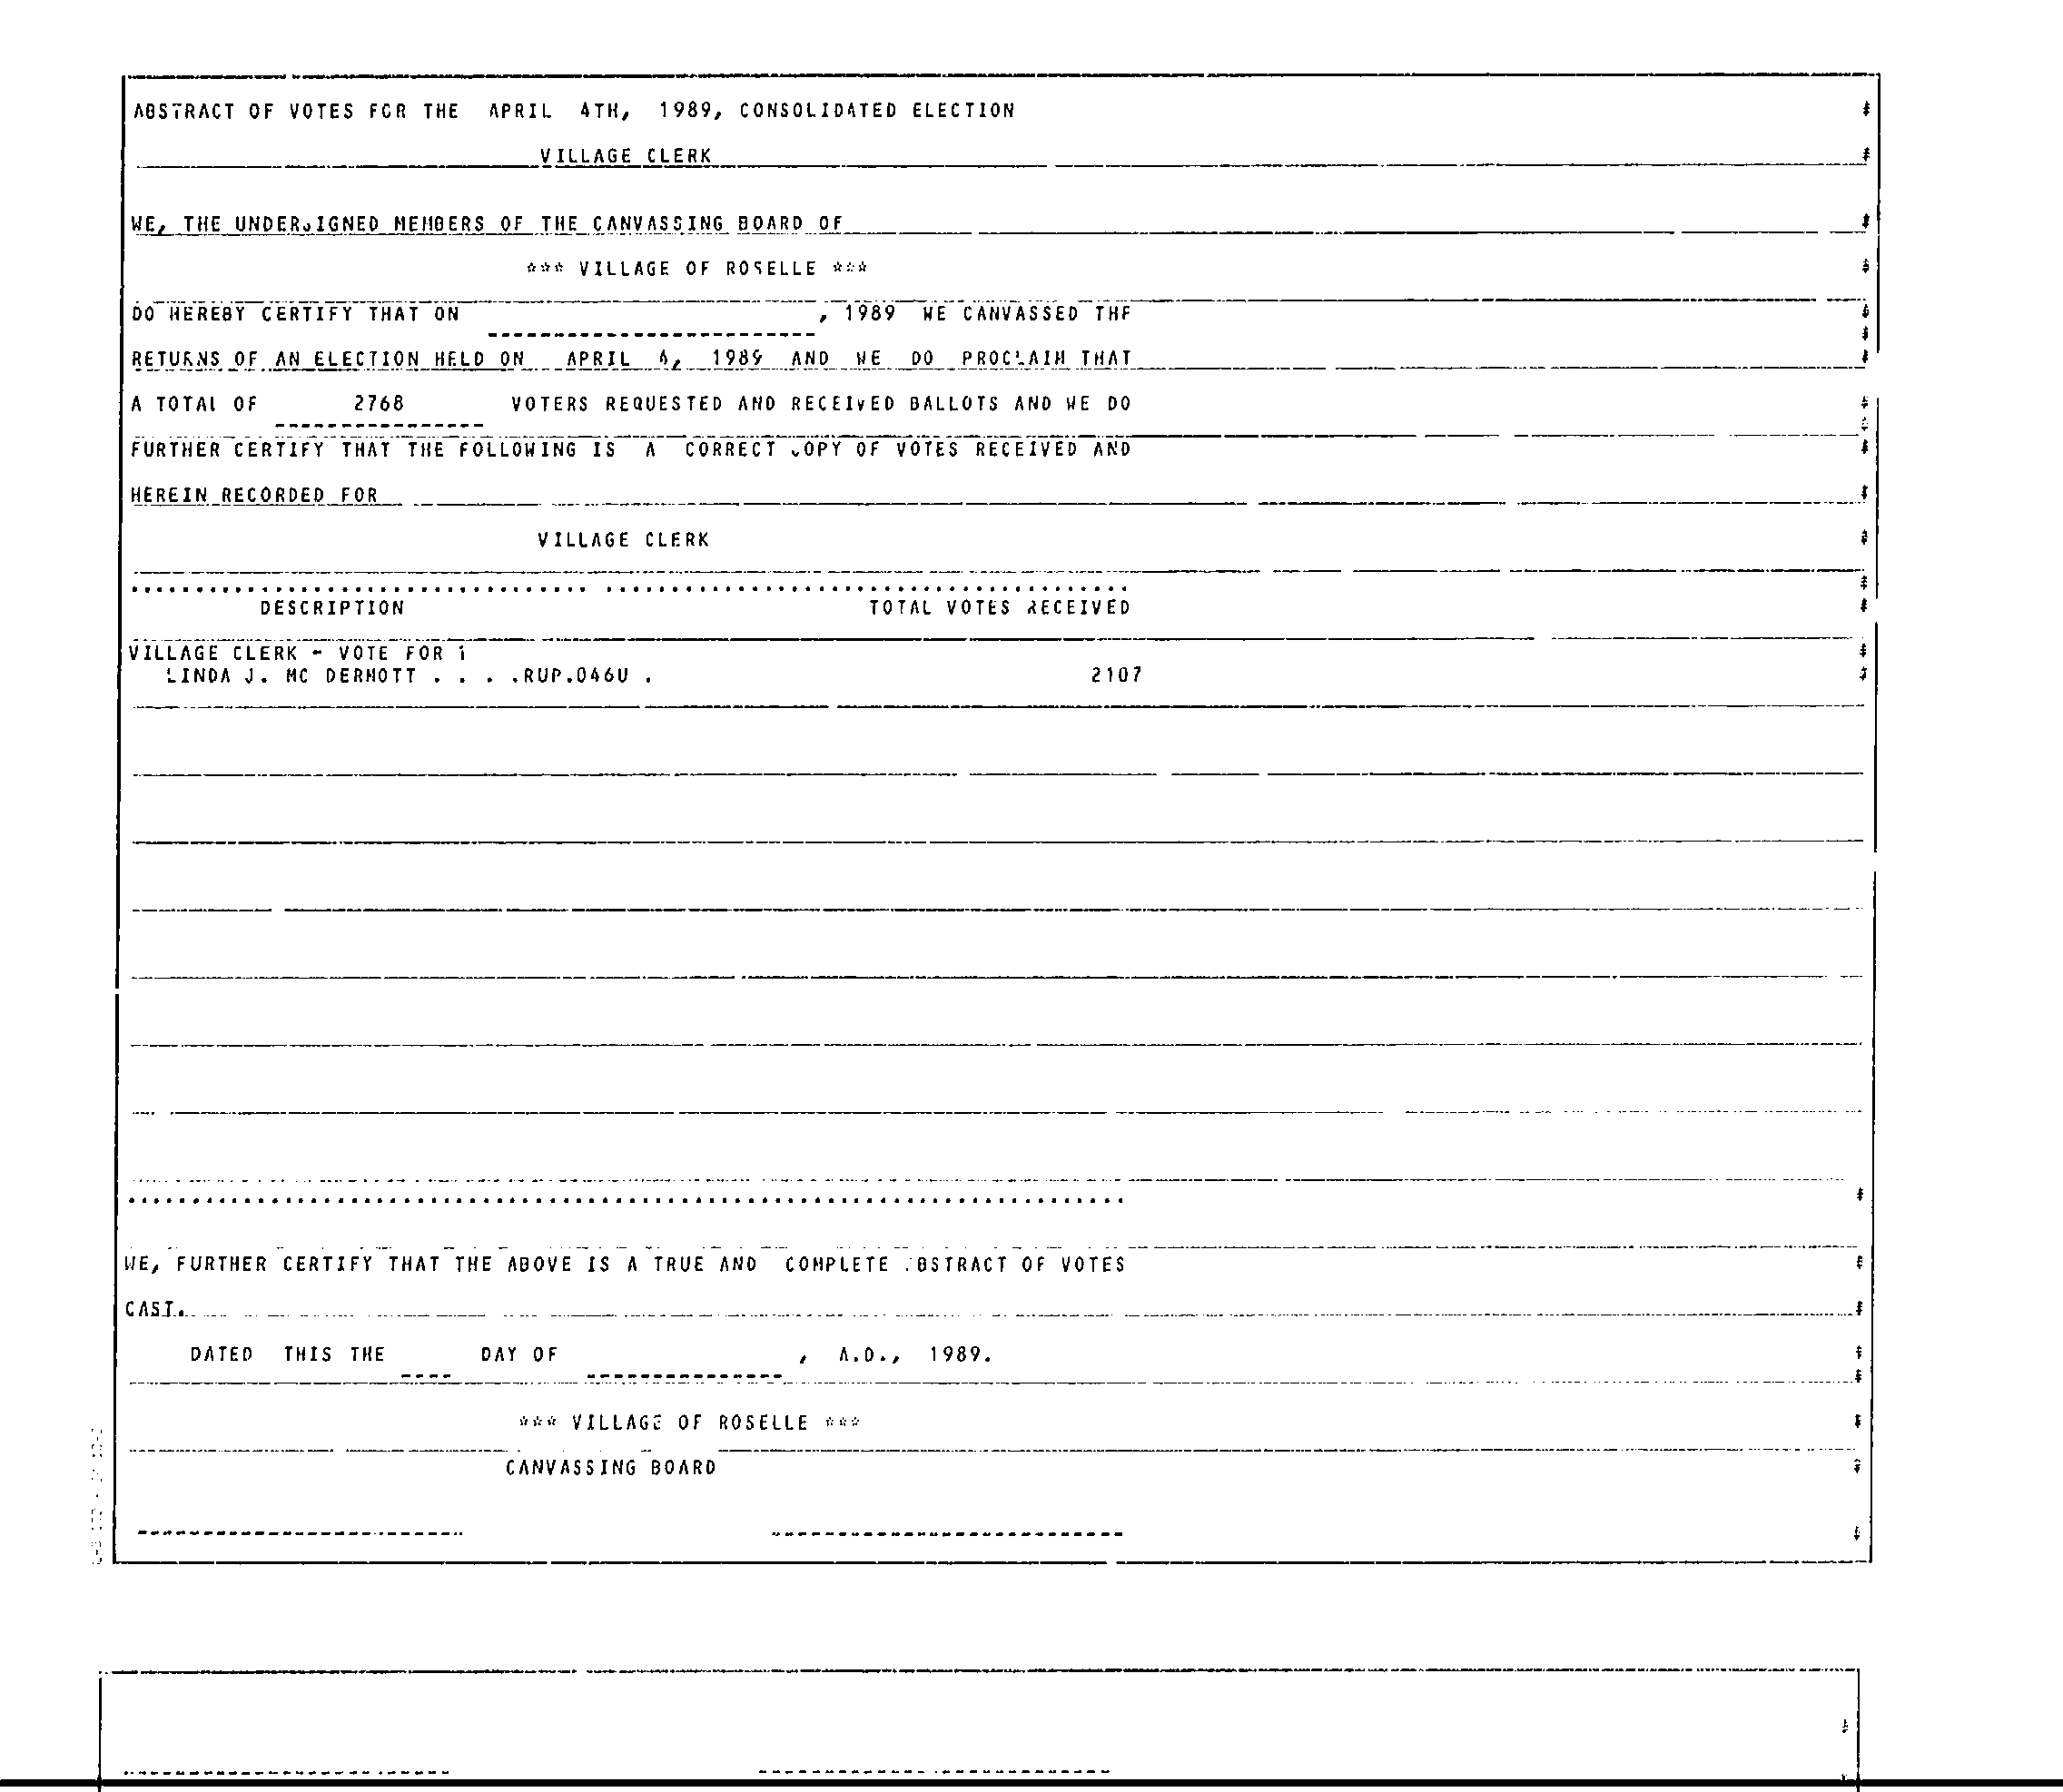 ABSTRACT OF VOTES FOR THE APRIL 4TH, 1989, CONSOLIDATED ELECTION
VILLAGE CLERK
WE, THE UNDERSIGNED MEMBERS OF THE CANVASSING BOARD OF
*** VILLAGE OF ROSELLE ***
DO HEREBY CERTIFY THAT ON , 1989 WE CANVASSED THE
RETURNS OF AN ELECTION HELD ON APRIL 4, 1989 AND WE DO PROCLAIM THAT
A TOTAL OF 2768 VOTERS REQUESTED AND RECEIVED BALLOTS AND WE DO
FURTHER CERTIFY THAT THE FOLLOWING IS A CORRECT COPY OF VOTES RECEIVED AND
HEREIN RECORDED FOR
VILLAGE CLERK
DESCRIPTION TOTAL VOTES RECEIVED
VILLAGE CLERK - VOTE FOR 1
LINDA J. MC DERMOTT . . . .RUP.046U . 2107
WE, FURTHER CERTIFY THAT THE ABOVE IS A TRUE AND COMPLETE ABSTRACT OF VOTES
CAST.
DATED THIS THE ---- DAY OF --------------- , A.D., 1989.
*** VILLAGE OF ROSELLE ***
CANVASSING BOARD